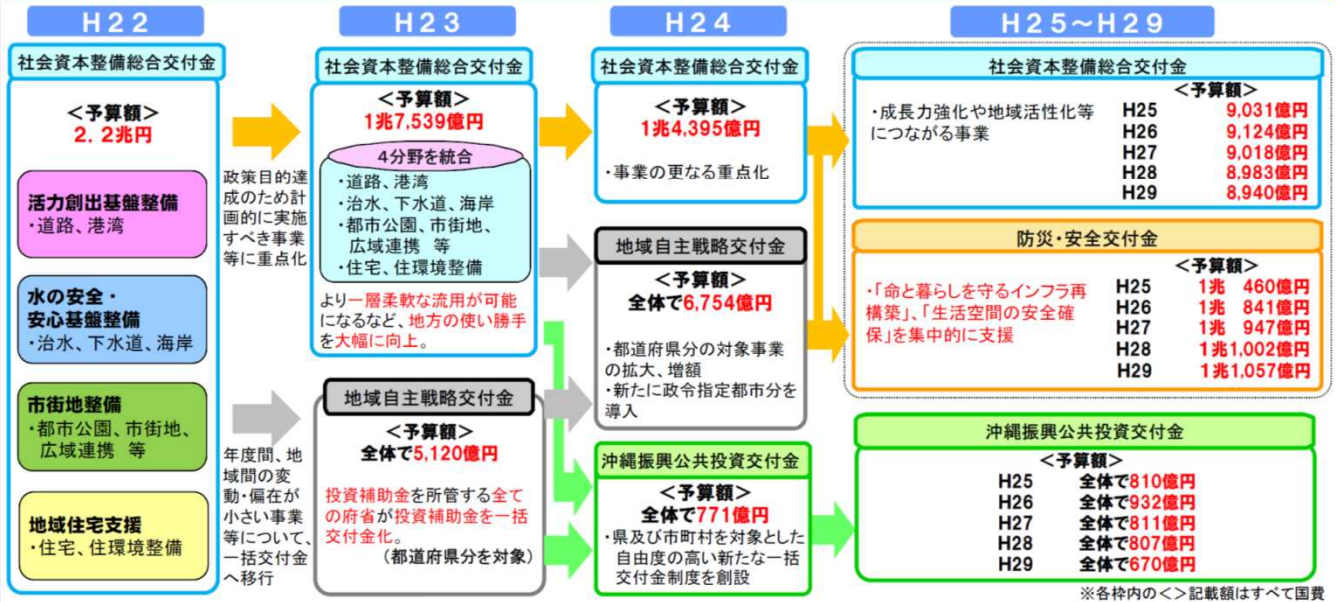 H22
社会資本整備総合交付金
＜予算額＞
2.2兆円
活力創出基盤整備
・道路、港湾
水の安全・
安心基盤整備
・治水、下水道、海岸
市街地整備
・都市公園、市街地、
広域連携 等
地域住宅支援
・住宅、住環境整備
政策目的達
成のため計
画的に実施
すべき事業
等に重点化
年度間、地
域間の変
動・偏在が
小さい事業
等について、
一括交付金
へ移行
H23
社会資本整備総合交付金
＜予算額＞
1兆7,539億円
4分野を統合
・道路、港湾
・治水、下水道、海岸
・都市公園、市街地、
広域連携 等
・住宅、住環境整備
より一層柔軟な流用が可能
になるなど、地方の使い勝手
を大幅に向上。
地域自主戦略交付金
＜予算額＞
全体で5,120億円
投資補助金を所管する全て
の府省が投資補助金を一括
交付金化。
（都道府県分を対象）
H24
社会資本整備総合交付金
＜予算額＞
1兆4,395億円
・事業の更なる重点化
地域自主戦略交付金
＜予算額＞
全体で6,754億円
・都道府県分の対象事業
の拡大、増額
・新たに政令指定都市分を
導入
沖縄振興公共投資交付金
＜予算額＞
全体で771億円
・県及び市町村を対象とした
自由度の高い新たな一括
交付金制度を創設
H25～H29
社会資本整備総合交付金
・成長力強化や地域活性化等
につながる事業
＜予算額＞
H25 9,031億円
H26 9,124億円
H27 9,018億円
H28 8,983億円
H29 8,940億円
防災・安全交付金
・「命と暮らしを守るインフラ再
構築」、「生活空間の安全確
保」を集中的に支援
＜予算額＞
H25 1兆 460億円
H26 1兆 841億円
H27 1兆 947億円
H28 1兆1,002億円
H29 1兆1,057億円
沖縄振興公共投資交付金
＜予算額＞
H25 全体で810億円
H26 全体で932億円
H27 全体で811億円
H28 全体で807億円
H29 全体で670億円
※各枠内の＜＞記載額はすべて国費